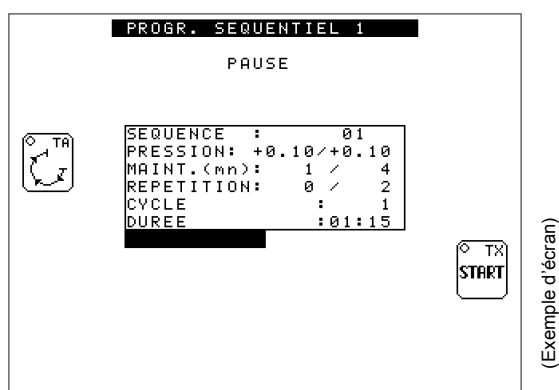 PROGR. SEQUENTIEL 1
PAUSE
TA
SEQUENCE : 01
PRESSION: +0.10/+0.10
MAINT.(mn): 1 / 4
REPETITION: 0 / 2
CYCLE : 1
DUREE :01:15
TX
START
(Exemple d'écran)